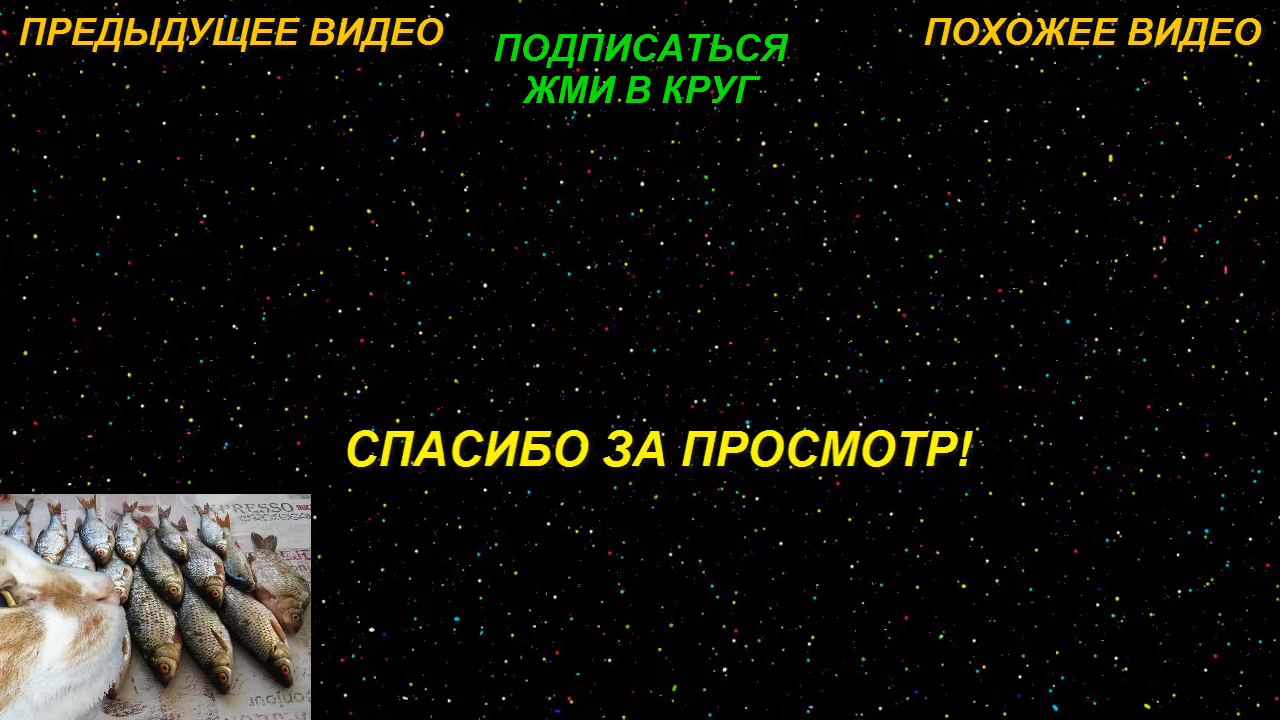 ПРЕДЫДУЩЕЕ ВИДЕО
ПОДПИСАТЬСЯ
ЖМИ В КРУГ
ПОХОЖЕЕ ВИДЕО
СПАСИБО ЗА ПРОСМОТР!